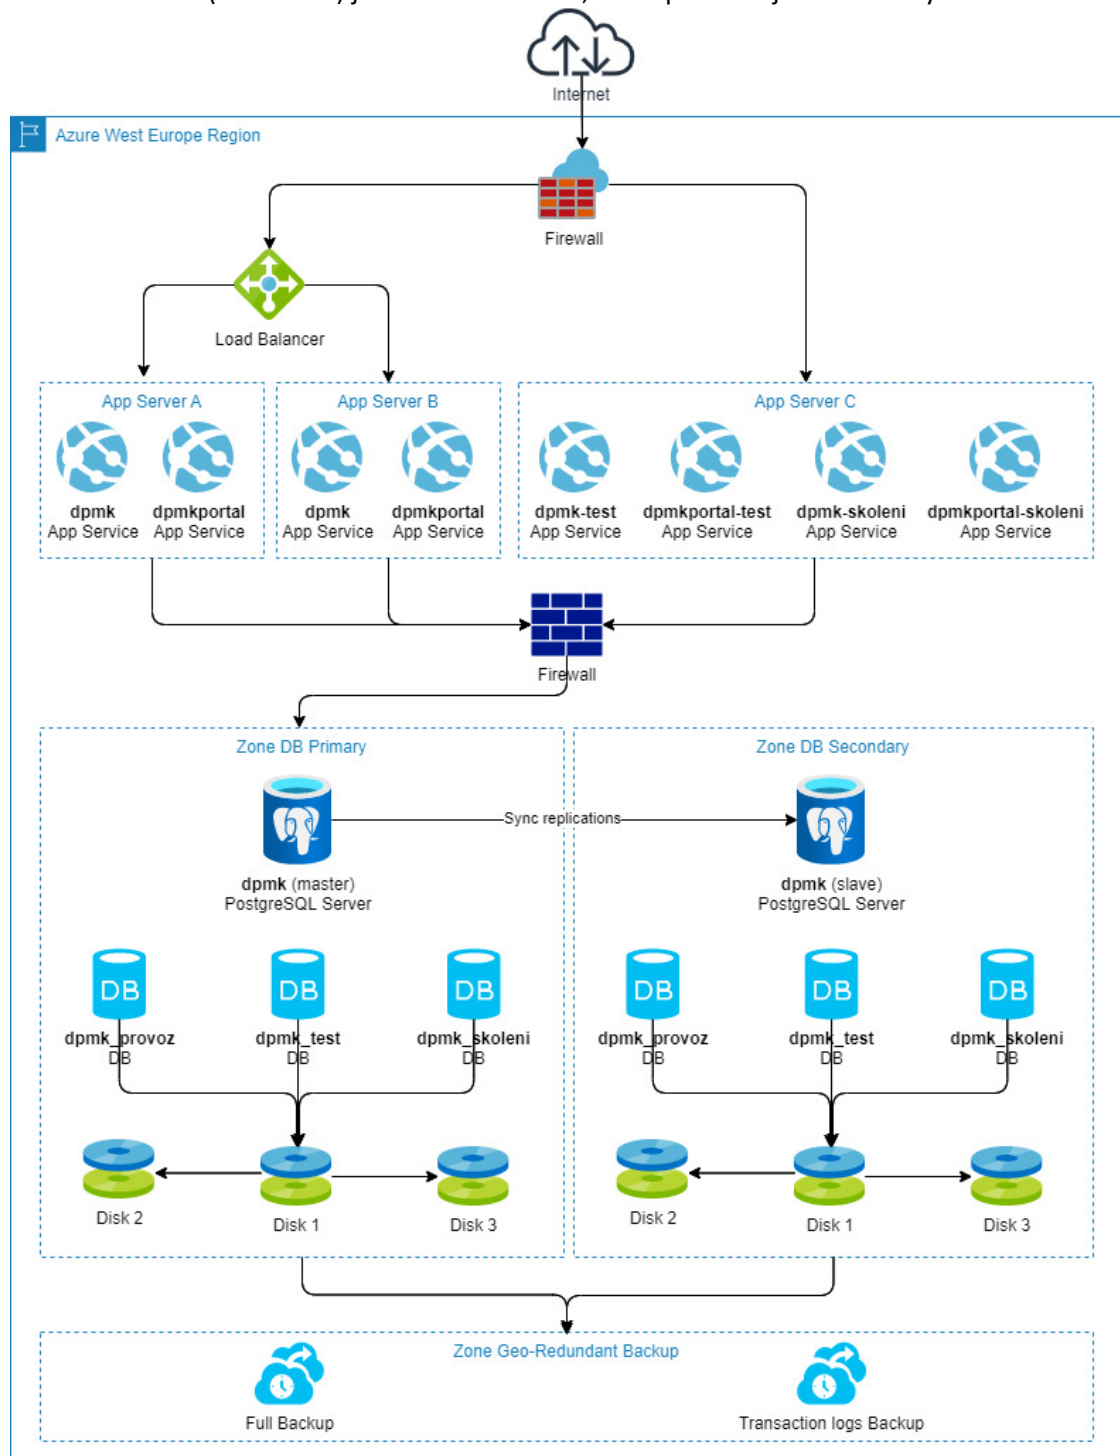 Internet
Azure West Europe Region
Firewall
Load Balancer
App Server A
App Server B
App Server C
dpmk
App Service
dpmkportal
App Service
dpmk
App Service
dpmkportal
App Service
dpmk-test
App Service
dpmkportal-test
App Service
dpmk-skoleni
App Service
dpmkportal-skoleni
App Service
Firewall
Zone DB Primary
Zone DB Secondary
Sync replications
dpmk (master)
PostgreSQL Server
dpmk (slave)
PostgreSQL Server
DB
dpmk_provoz
DB
DB
dpmk_test
DB
DB
dpmk_skoleni
DB
DB
dpmk_provoz
DB
DB
dpmk_test
DB
DB
dpmk_skoleni
DB
Disk 2
Disk 1
Disk 3
Disk 2
Disk 1
Disk 3
Zone Geo-Redundant Backup
Full Backup
Transaction logs Backup